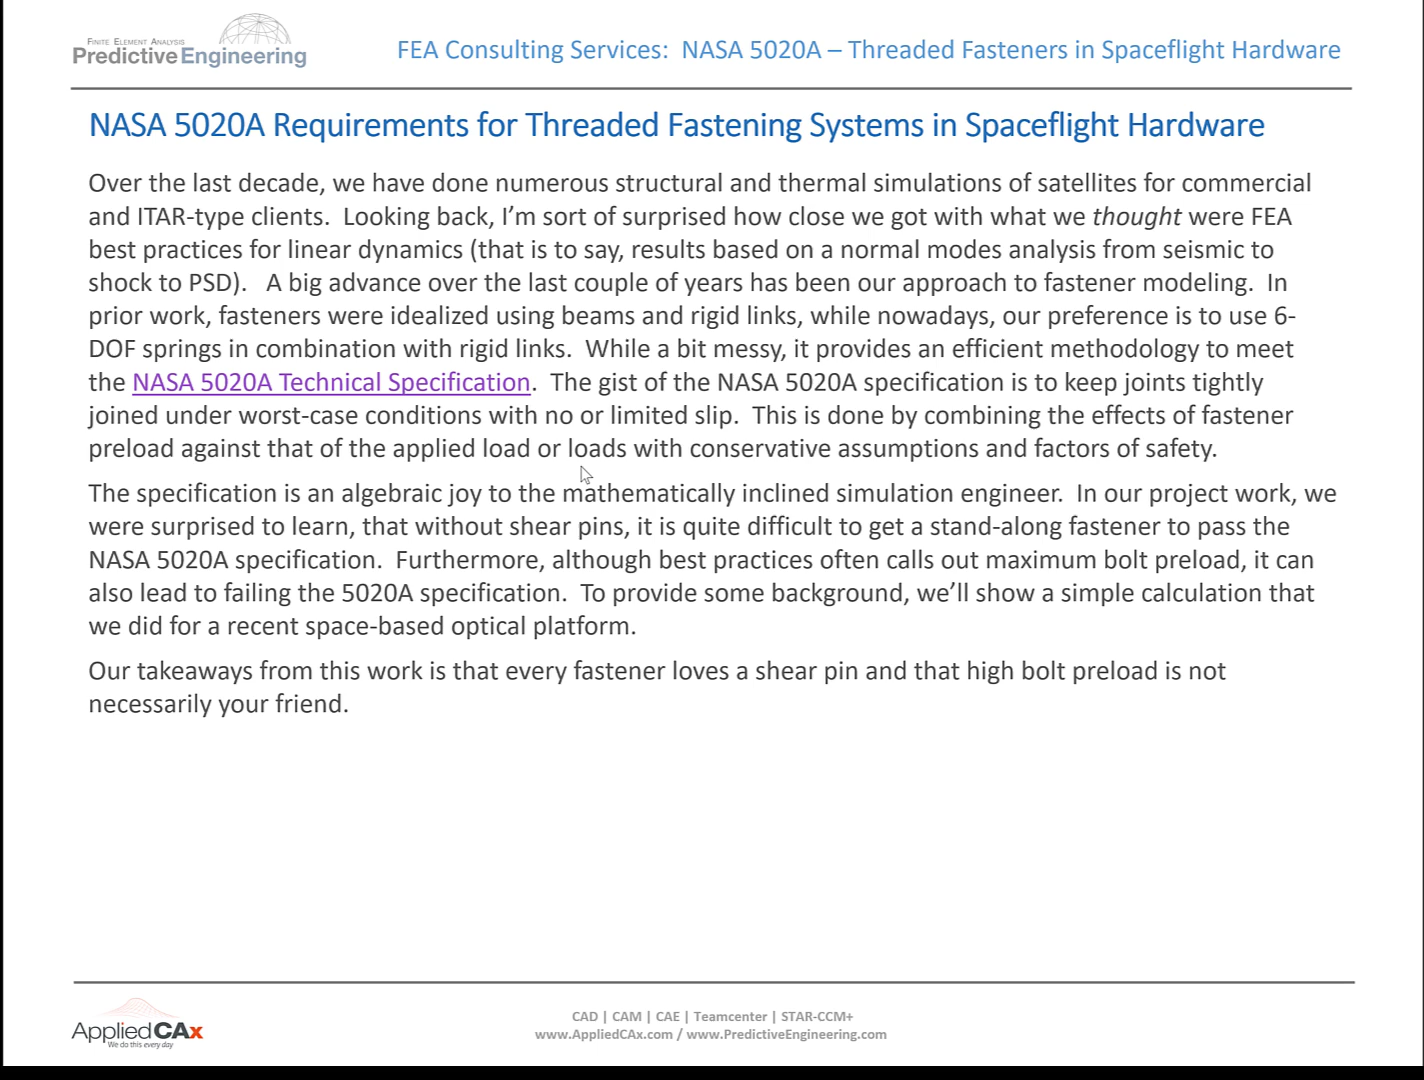 FINITE ELEMENT ANALYSIS
PredictiveEngineering
FEA Consulting Services:  NASA 5020A – Threaded Fasteners in Spaceflight Hardware
NASA 5020A Requirements for Threaded Fastening Systems in Spaceflight Hardware
Over the last decade, we have done numerous structural and thermal simulations of satellites for commercial
and ITAR-type clients.  Looking back, I’m sort of surprised how close we got with what we thought were FEA
best practices for linear dynamics (that is to say, results based on a normal modes analysis from seismic to
shock to PSD).   A big advance over the last couple of years has been our approach to fastener modeling.  In
prior work, fasteners were idealized using beams and rigid links, while nowadays, our preference is to use 6-
DOF springs in combination with rigid links.  While a bit messy, it provides an efficient methodology to meet
the NASA 5020A Technical Specification.  The gist of the NASA 5020A specification is to keep joints tightly
joined under worst-case conditions with no or limited slip.  This is done by combining the effects of fastener
preload against that of the applied load or loads with conservative assumptions and factors of safety.
The specification is an algebraic joy to the mathematically inclined simulation engineer.  In our project work, we
were surprised to learn, that without shear pins, it is quite difficult to get a stand-along fastener to pass the
NASA 5020A specification.  Furthermore, although best practices often calls out maximum bolt preload, it can
also lead to failing the 5020A specification.  To provide some background, we’ll show a simple calculation that
we did for a recent space-based optical platform.
Our takeaways from this work is that every fastener loves a shear pin and that high bolt preload is not
necessarily your friend.
AppliedCAx
We do this every day
CAD | CAM | CAE | Teamcenter | STAR-CCM+
www.AppliedCAx.com / www.PredictiveEngineering.com